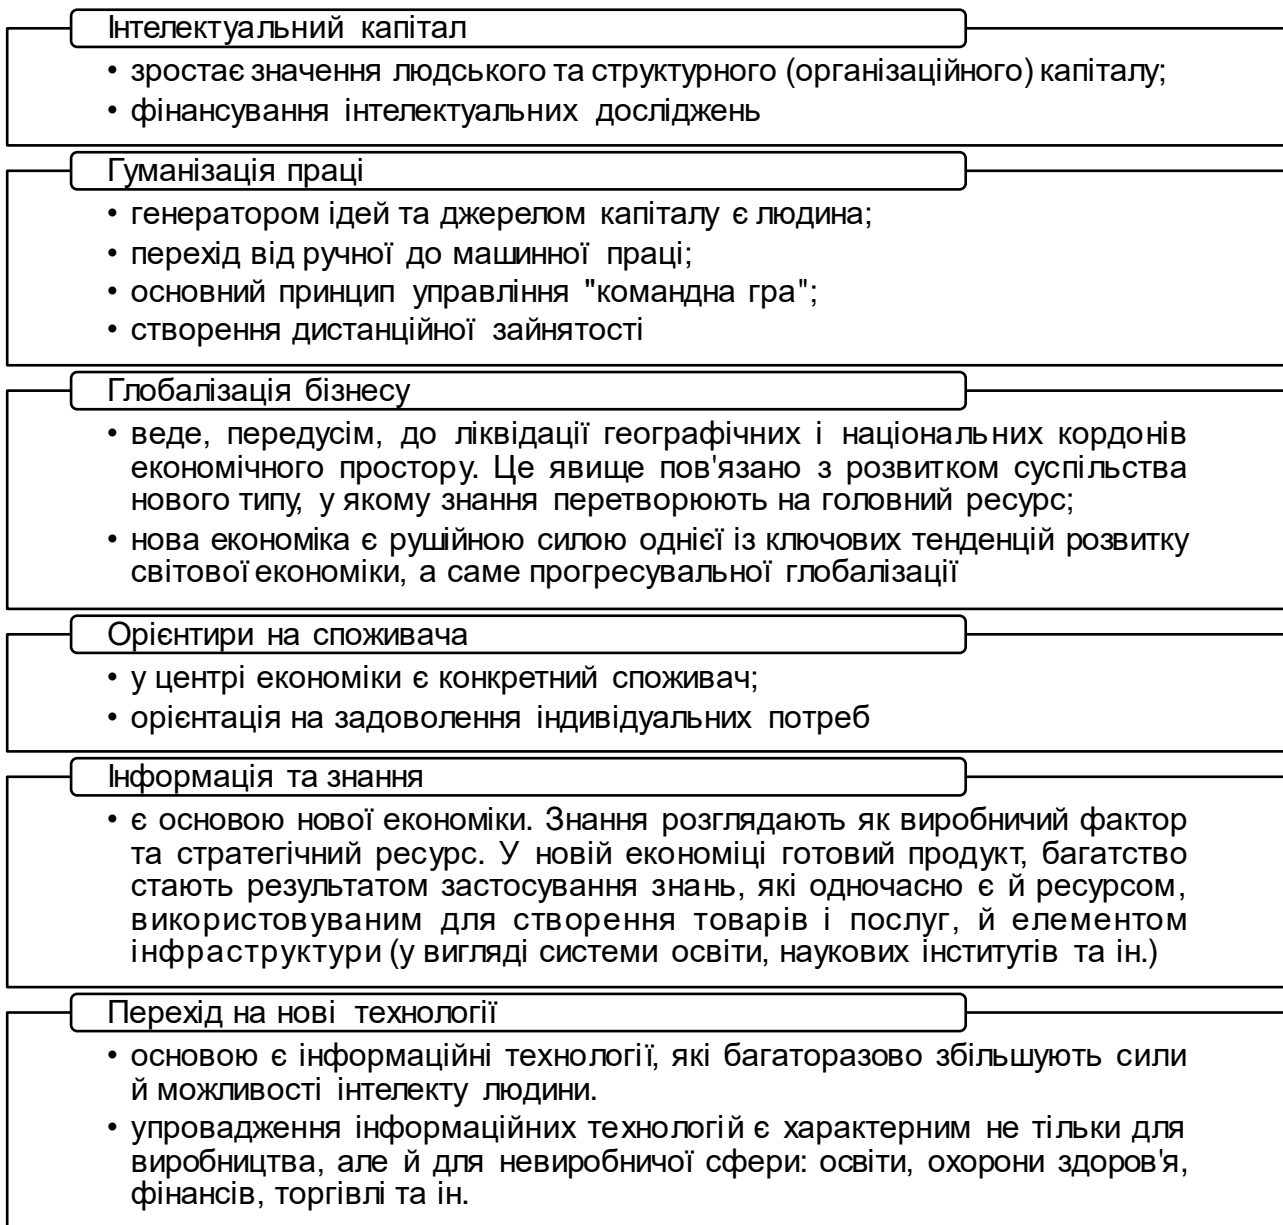 Інтелектуальний капітал
• зростає значення людського та структурного (організаційного) капіталу;
• фінансування інтелектуальних досліджень
Гуманізація праці
• генератором ідей та джерелом капіталу є людина;
• перехід від ручної до машинної праці;
• основний принцип управління "командна гра";
• створення дистанційної зайнятості
Глобалізація бізнесу
• веде, передусім, до ліквідації географічних і національних кордонів
економічного простору. Це явище пов'язано з розвитком суспільства
нового типу, у якому знання перетворюють на головний ресурс;
• нова економіка є рушійною силою однієї із ключових тенденцій розвитку
світової економіки, а саме прогресувальної глобалізації
Орієнтири на споживача
• у центрі економіки є конкретний споживач;
• орієнтація на задоволення індивідуальних потреб
Інформація та знання
• є основою нової економіки. Знання розглядають як виробничий фактор
та стратегічний ресурс. У новій економіці готовий продукт, багатство
стають результатом застосування знань, які одночасно є й ресурсом,
використовуваним для створення товарів і послуг, й елементом
інфраструктури (у вигляді системи освіти, наукових інститутів та ін.)
Перехід на нові технології
• основою є інформаційні технології, які багаторазово збільшують сили
й можливості інтелекту людини.
• упровадження інформаційних технологій є характерним не тільки для
виробництва, але й для невиробничої сфери: освіти, охорони здоров'я,
фінансів, торгівлі та ін.